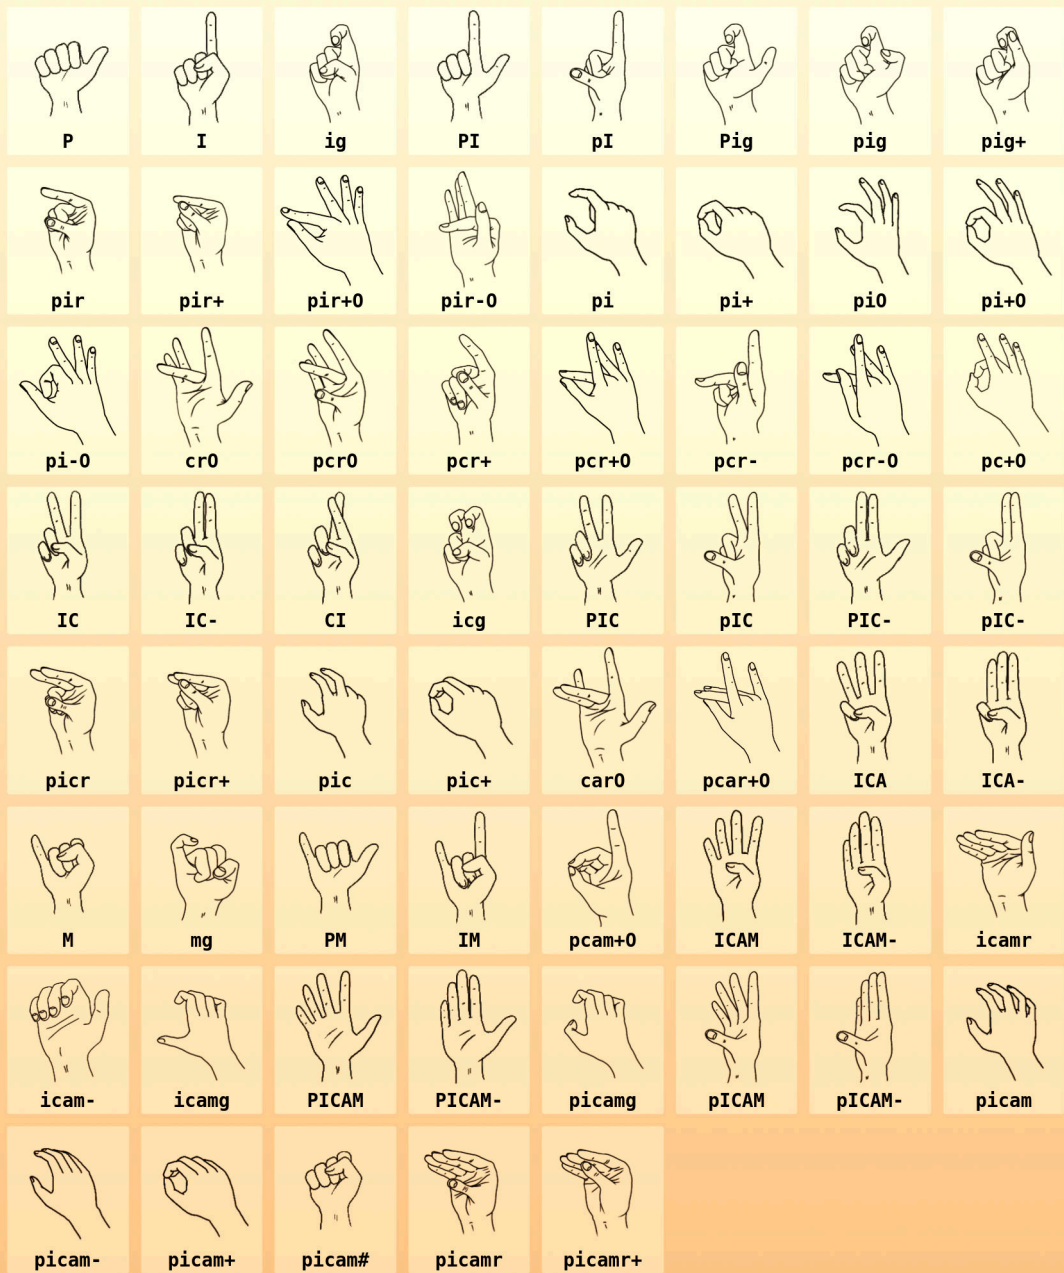 P I ig PI pI Pig pig pig+
pir pir+ pir+O pir-O pi pi+ piO pi+O
pi-O crO pcrO pcr+ pcr+O pcr- pcr-O pc+O
IC IC- CI icg PIC pIC PIC- pIC-
picr picr+ pic pic+ carO pcar+O ICA ICA-
M mg PM IM pcam+O ICAM ICAM- icamr
icam- icamg PICAM PICAM- picamg pICAM pICAM- picam
picam- picam+ picam# picamr picamr+